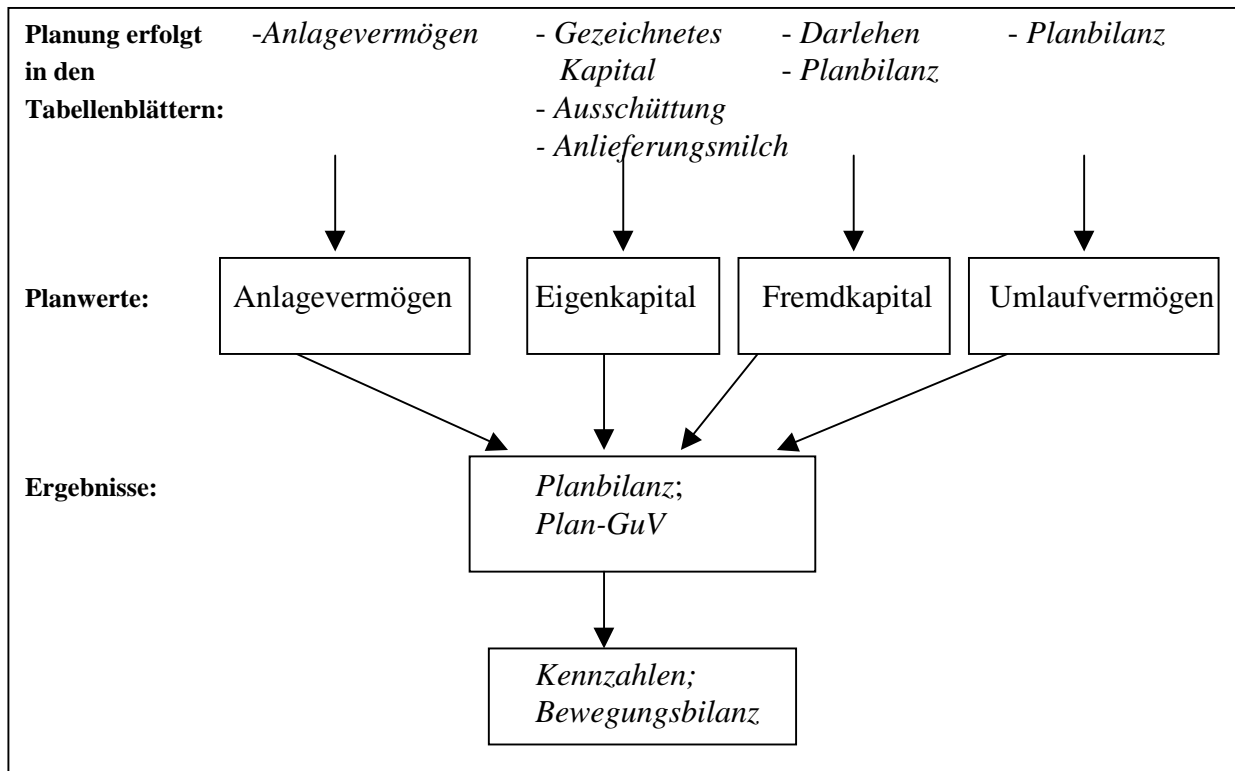 Planung erfolgt -Anlagevermögen - Gezeichnetes - Darlehen - Planbilanz
in den Kapital - Planbilanz
Tabellenblättern: - Ausschüttung
- Anlieferungsmilch
Planwerte: Anlagevermögen Eigenkapital Fremdkapital Umlaufvermögen
Ergebnisse: Planbilanz;
Plan-GuV
Kennzahlen;
Bewegungsbilanz